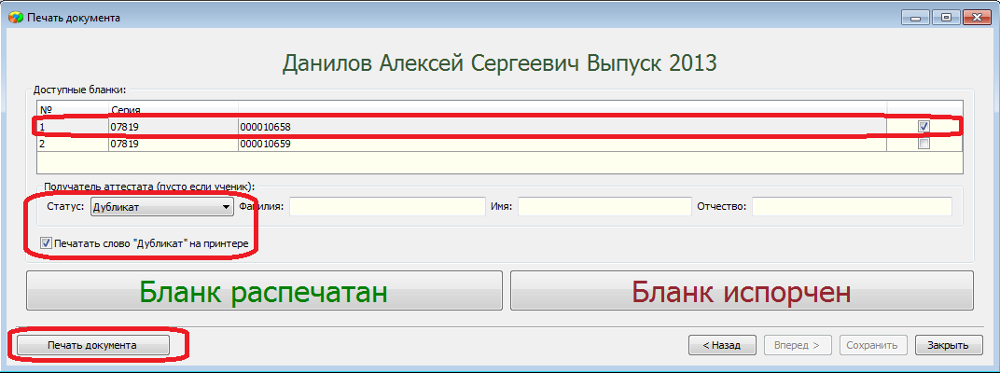 Печать документа
Данилов Алексей Сергеевич Выпуск 2013
Доступные бланки:
№ Серия
1 07819 000010658
2 07819 000010659
Получатель аттестата (пусто если ученик):
Статус: Дубликат Фамилия: Имя: Отчество:
Печатать слово "Дубликат" на принтере
Бланк распечатан Бланк испорчен
Печать документа < Назад Вперед > Сохранить Закрыть